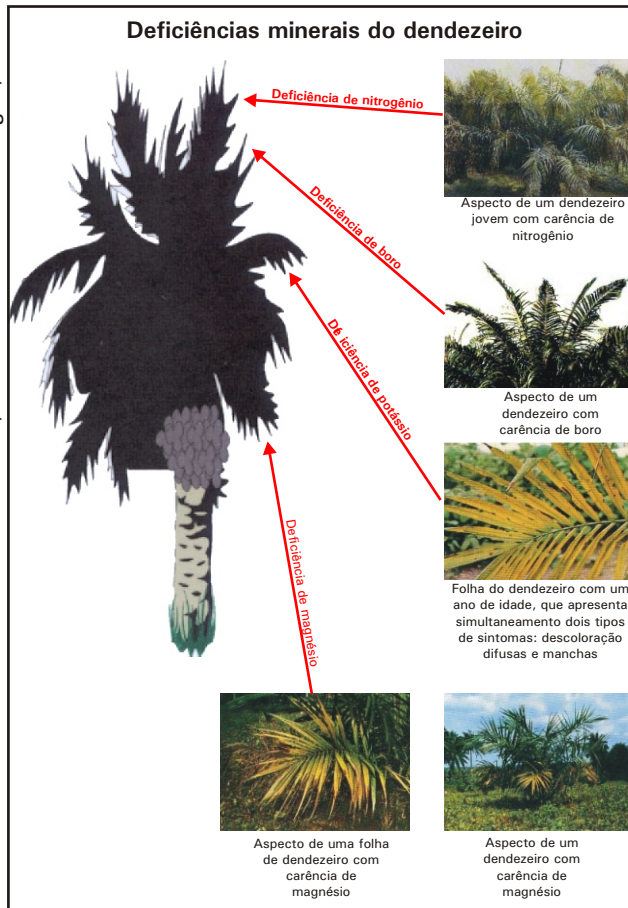 Deficiências minerais do dendezeiro
Deficiência de nitrogênio
Aspecto de um dendezeiro
jovem com carência de
nitrogênio
Deficiência de boro
Aspecto de um
dendezeiro com
carência de boro
Dé iciência de potássio
Folha do dendezeiro com um
ano de idade, que apresenta
simultaneamento dois tipos
de sintomas: descoloração
difusas e manchas
Deficiência de magnésio
Aspecto de uma folha
de dendezeiro com
carência de
magnésio
Aspecto de um
dendezeiro com
carência de
magnésio